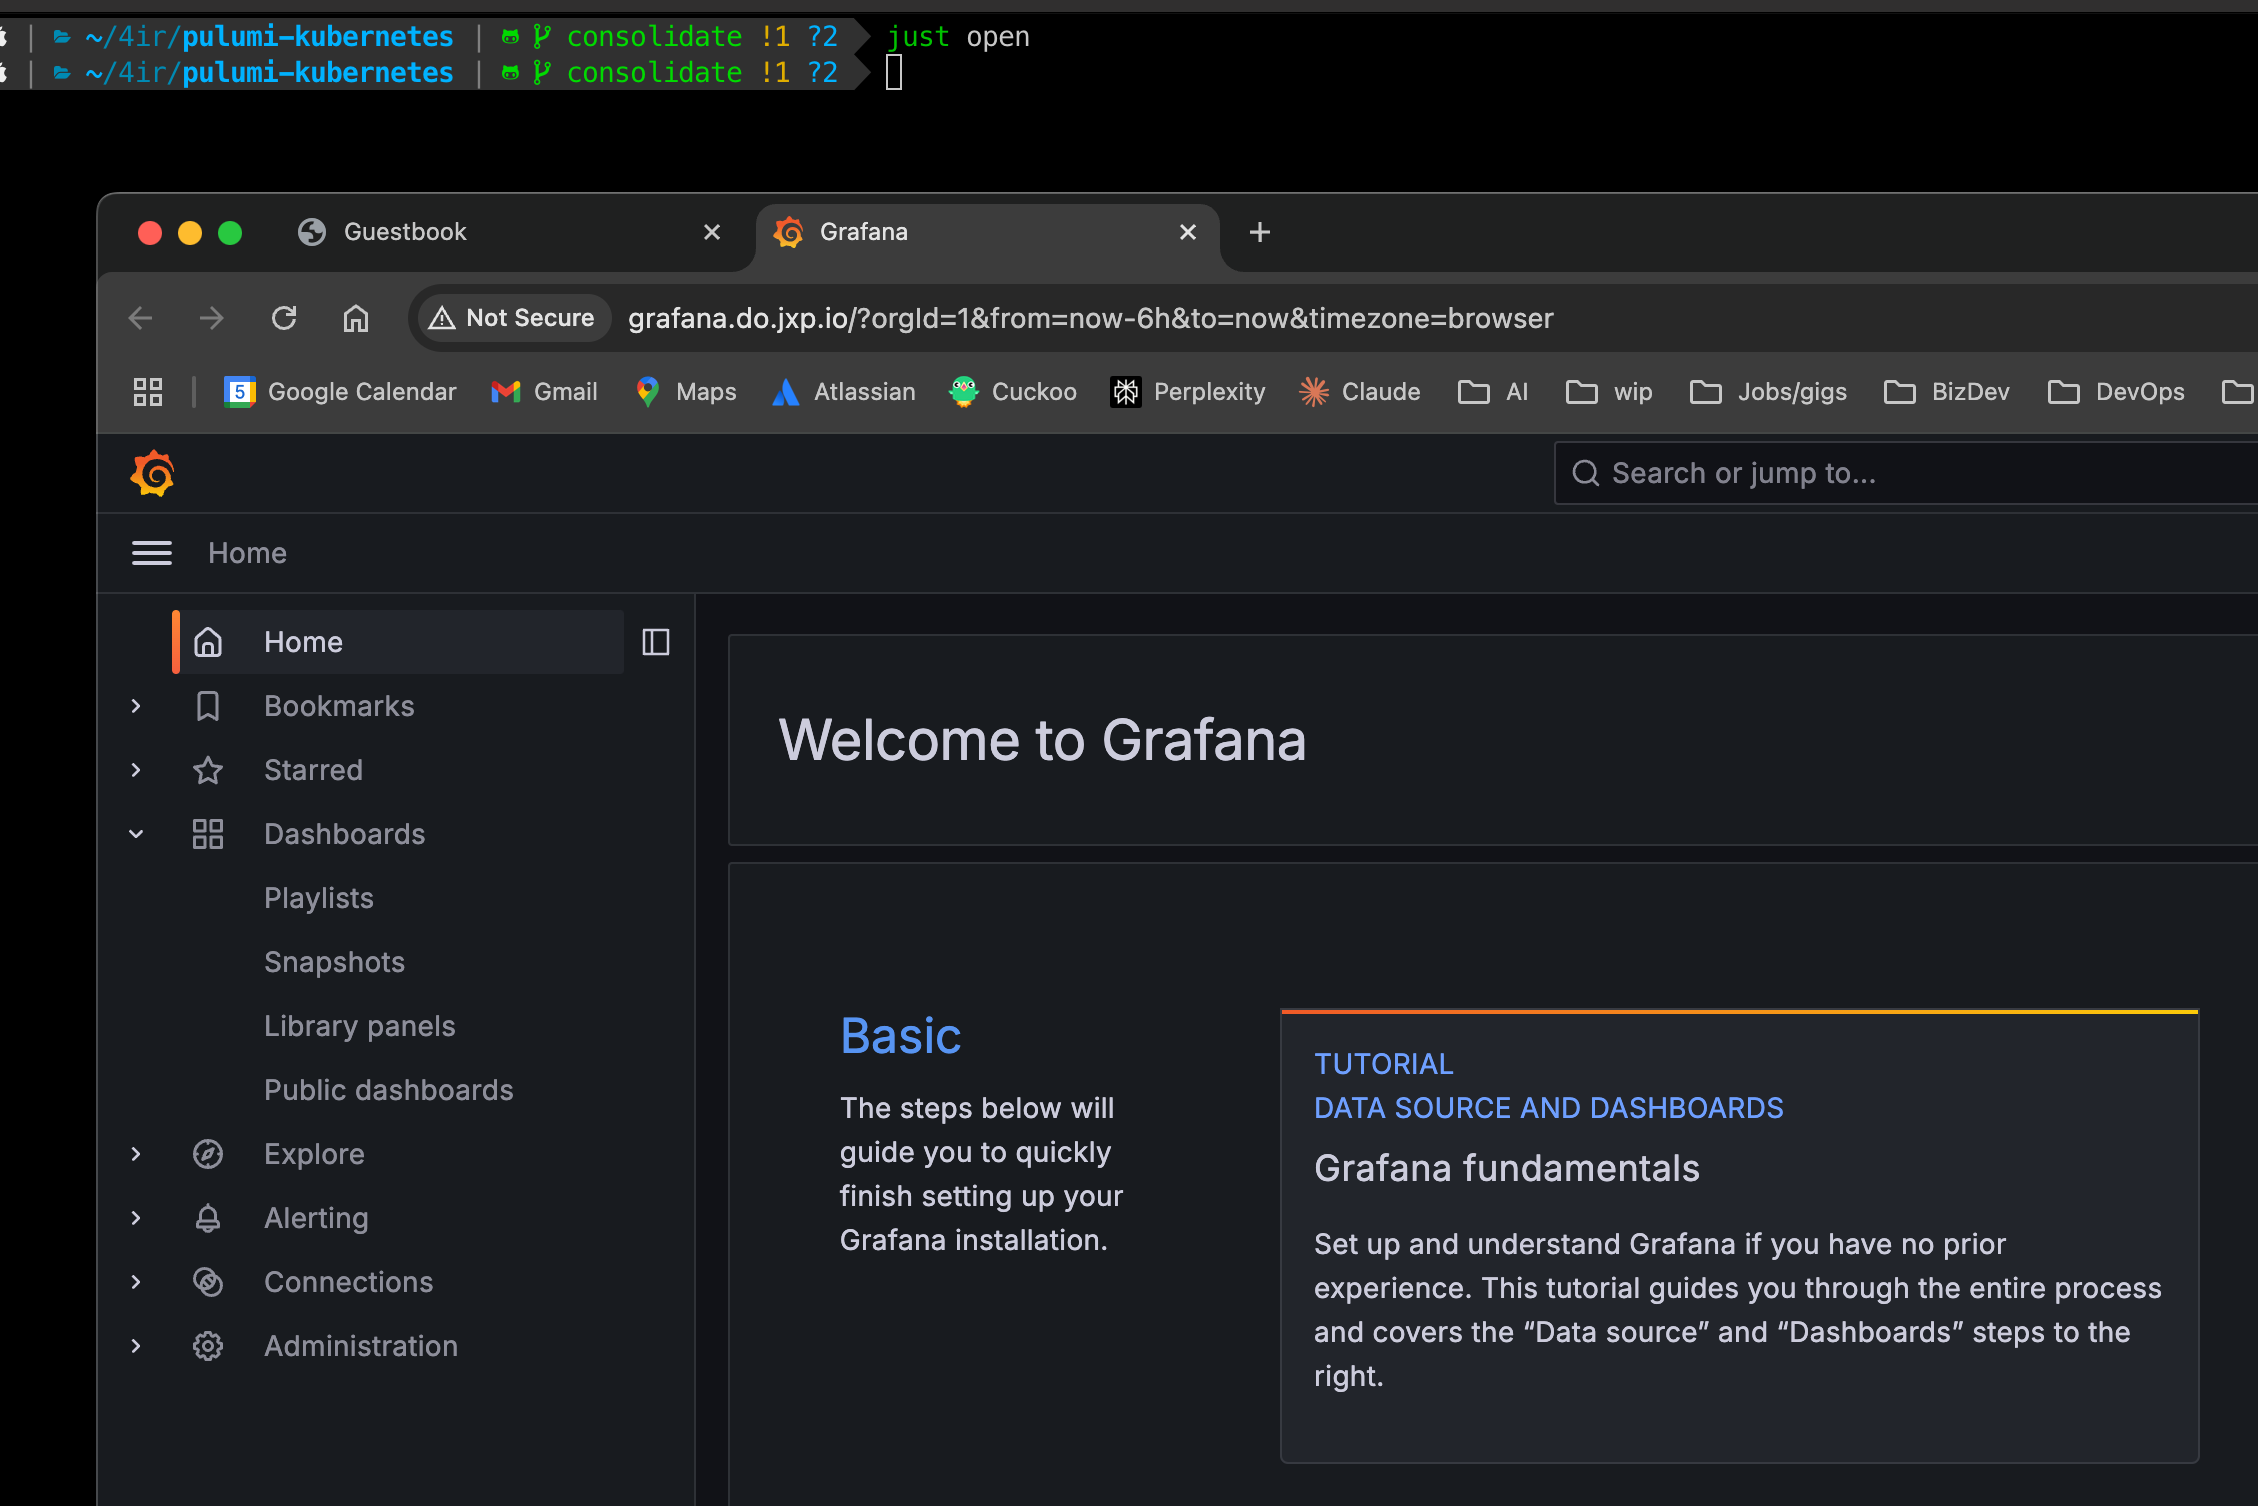 ~/4ir/pulumi-kubernetes | consolidate !1 ?2 just open
~/4ir/pulumi-kubernetes | consolidate !1 ?2
Guestbook
Grafana
Not Secure
grafana.do.jxp.io/?orgId=1&from=now-6h&to=now&timezone=browser
5 Google Calendar
Gmail
Maps
Atlassian
Cuckoo
Perplexity
Claude
AI
wip
Jobs/gigs
BizDev
DevOps
Search or jump to...
Home
Home
Bookmarks
Starred
Dashboards
Playlists
Snapshots
Library panels
Public dashboards
Explore
Alerting
Connections
Administration
Welcome to Grafana
Basic
The steps below will
guide you to quickly
finish setting up your
Grafana installation.
TUTORIAL
DATA SOURCE AND DASHBOARDS
Grafana fundamentals
Set up and understand Grafana if you have no prior
experience. This tutorial guides you through the entire process
and covers the “Data source” and “Dashboards” steps to the
right.